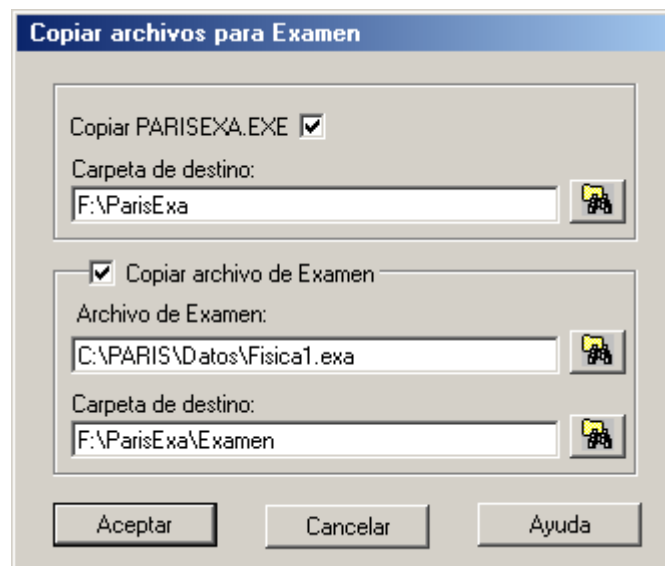 Copiar archivos para Examen
Copiar PARISEXA.EXE
Carpeta de destino:
F:\ParisExa
Copiar archivo de Examen
Archivo de Examen:
C:\PARIS\Datos\Fisica1.exa
Carpeta de destino:
F:\ParisExa\Examen
Aceptar Cancelar Ayuda